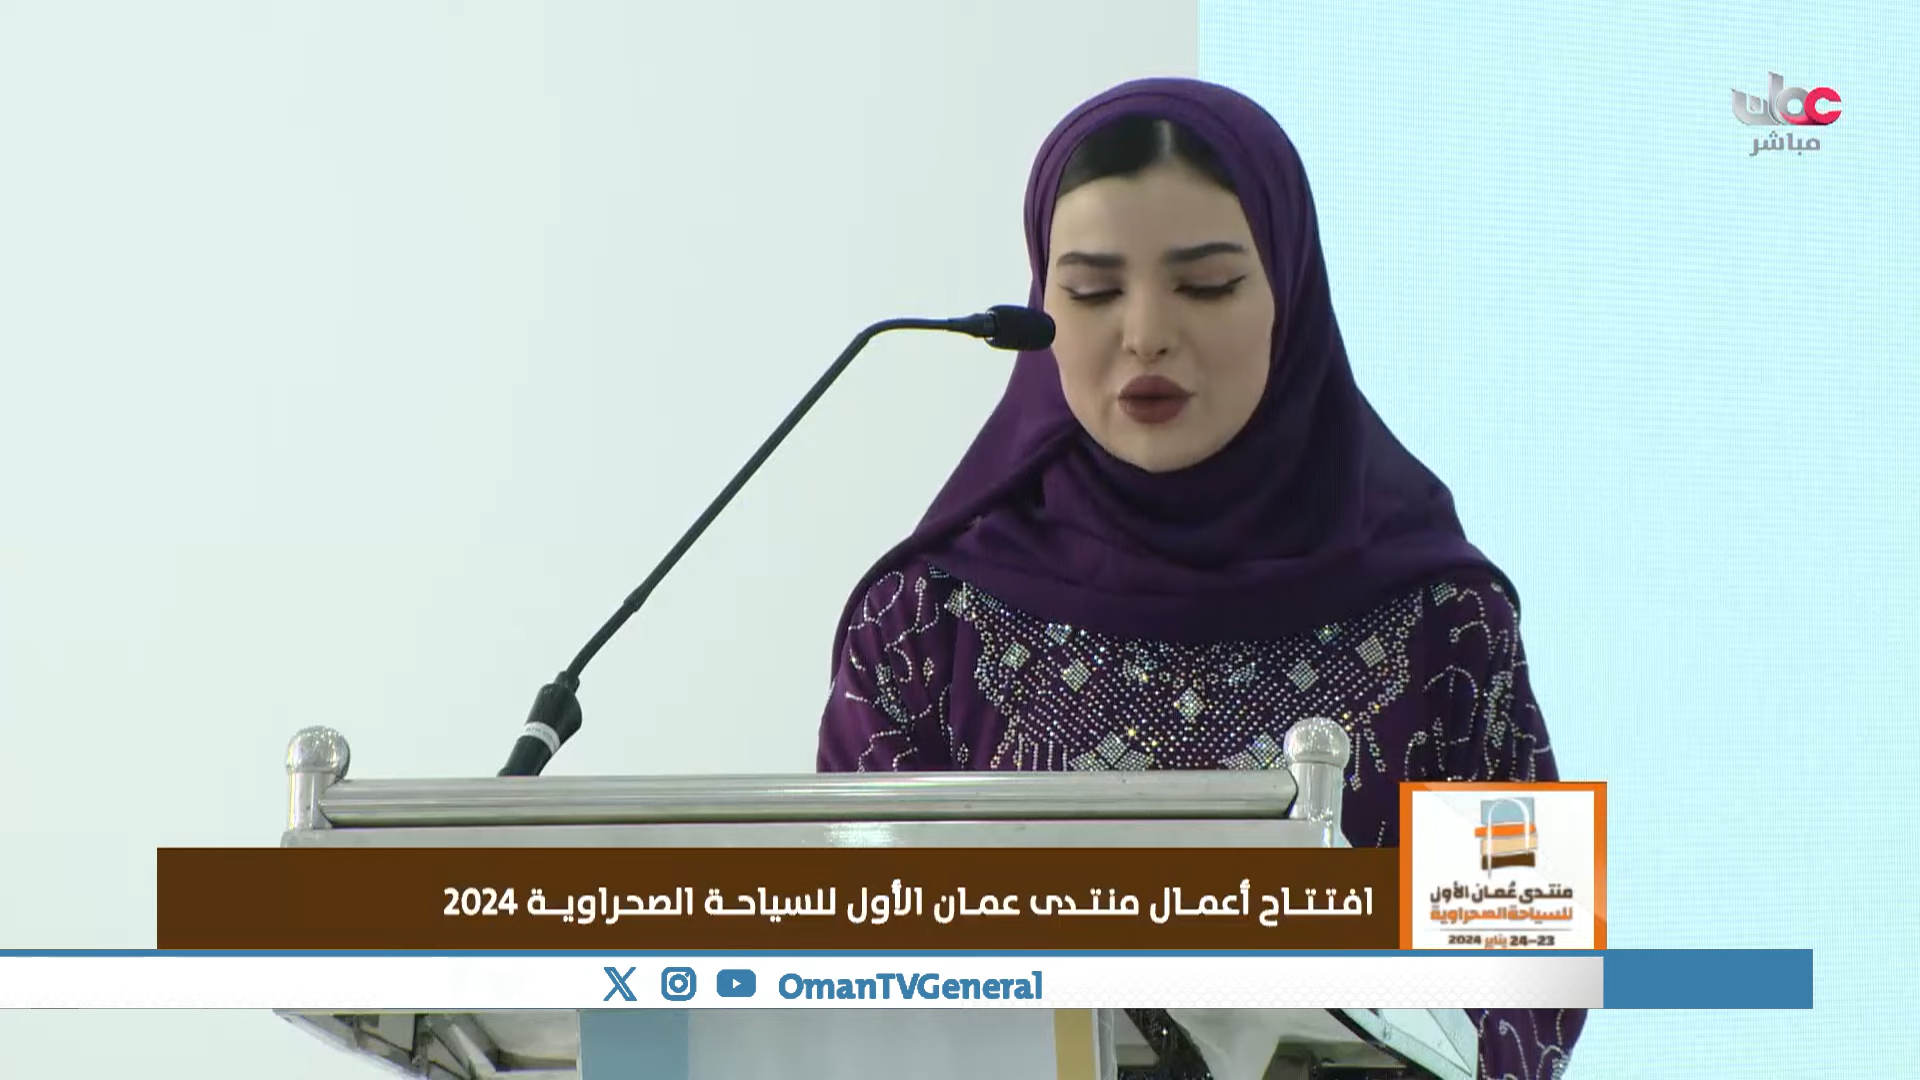 عمان
مباشر
افتتاح أعمال منتدى عمان الأول للسياحة الصحراوية 2024
منتدى عُمان الأول
للسياحة الصحراوية
23–24 يناير 2024
OmanTVGeneral